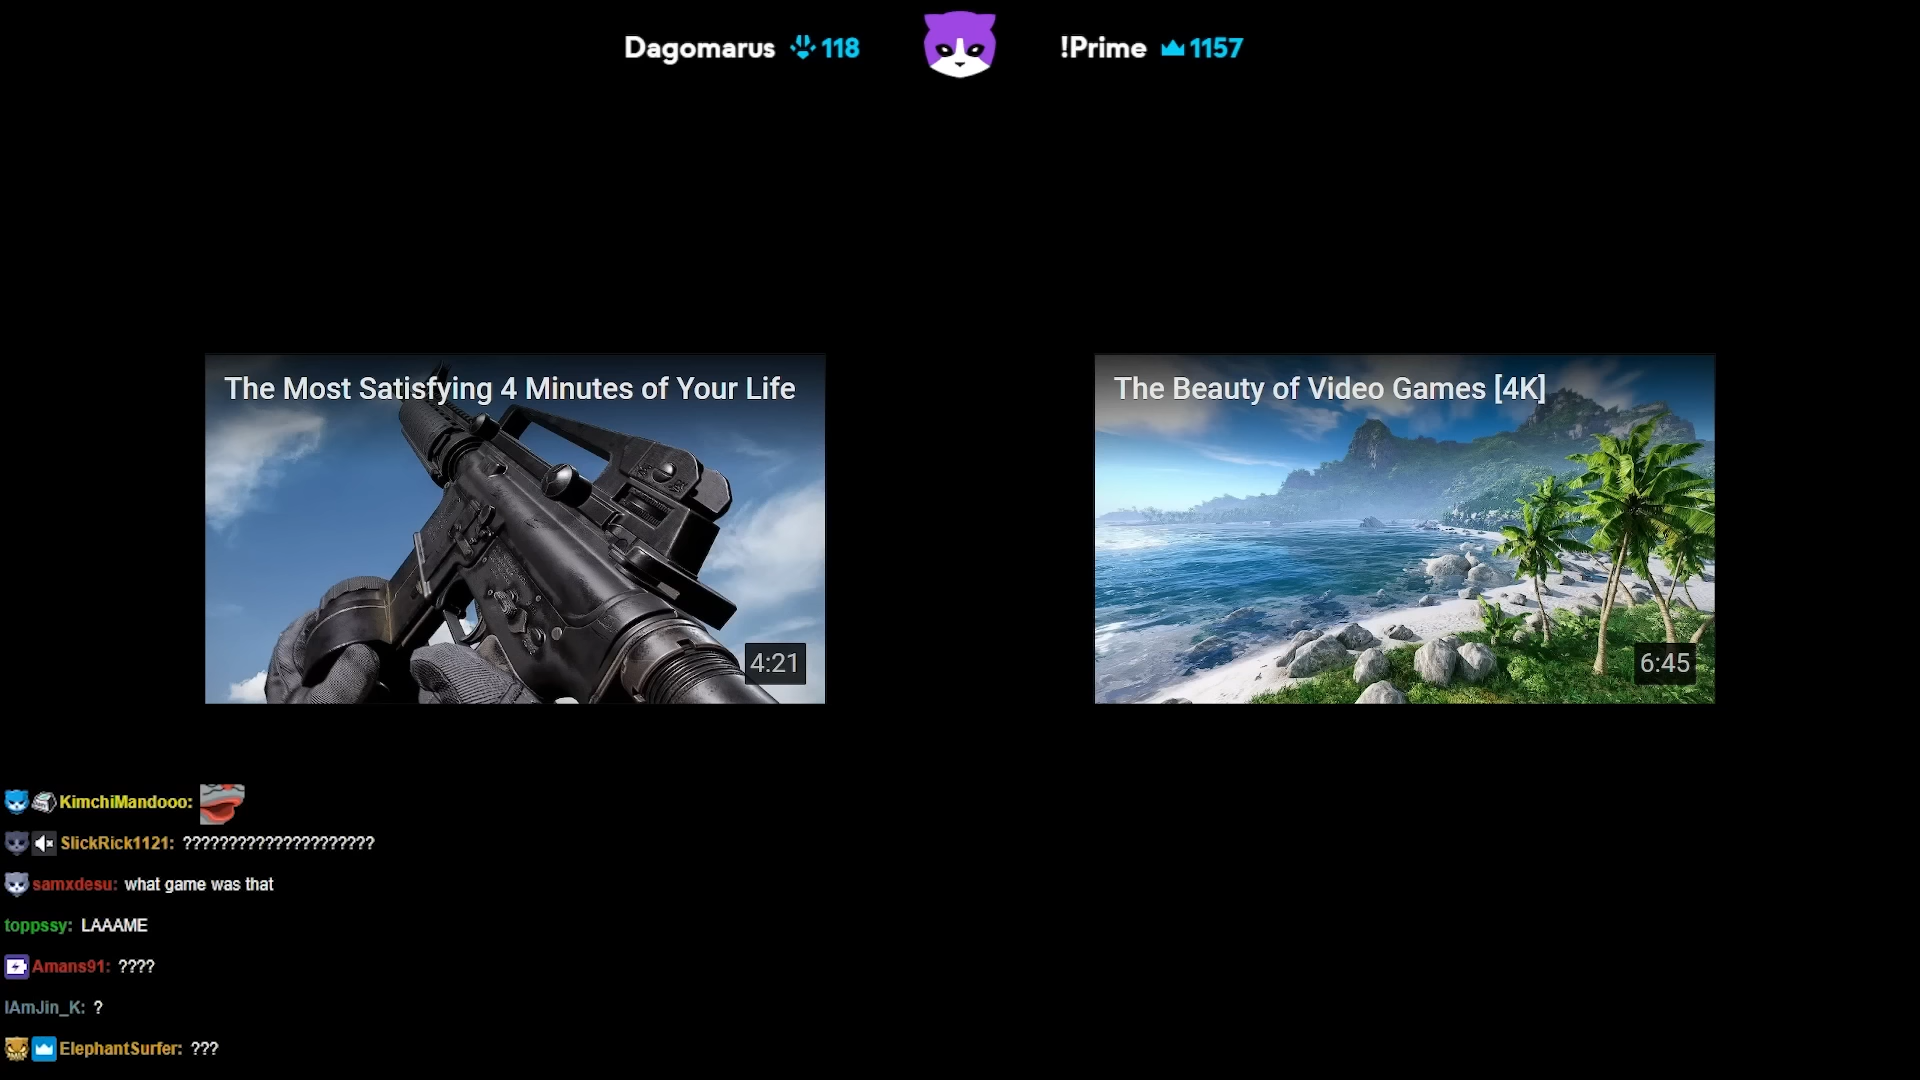 Dagomarus 118 !Prime 1157
The Most Satisfying 4 Minutes of Your Life
4:21
The Beauty of Video Games [4K]
6:45
KimchiMandooo:
SlickRick1121: ?????????????????????
samxdesu: what game was that
toppssy: LAAAME
Amans91: ????
IAmJin_K: ?
ElephantSurfer: ???